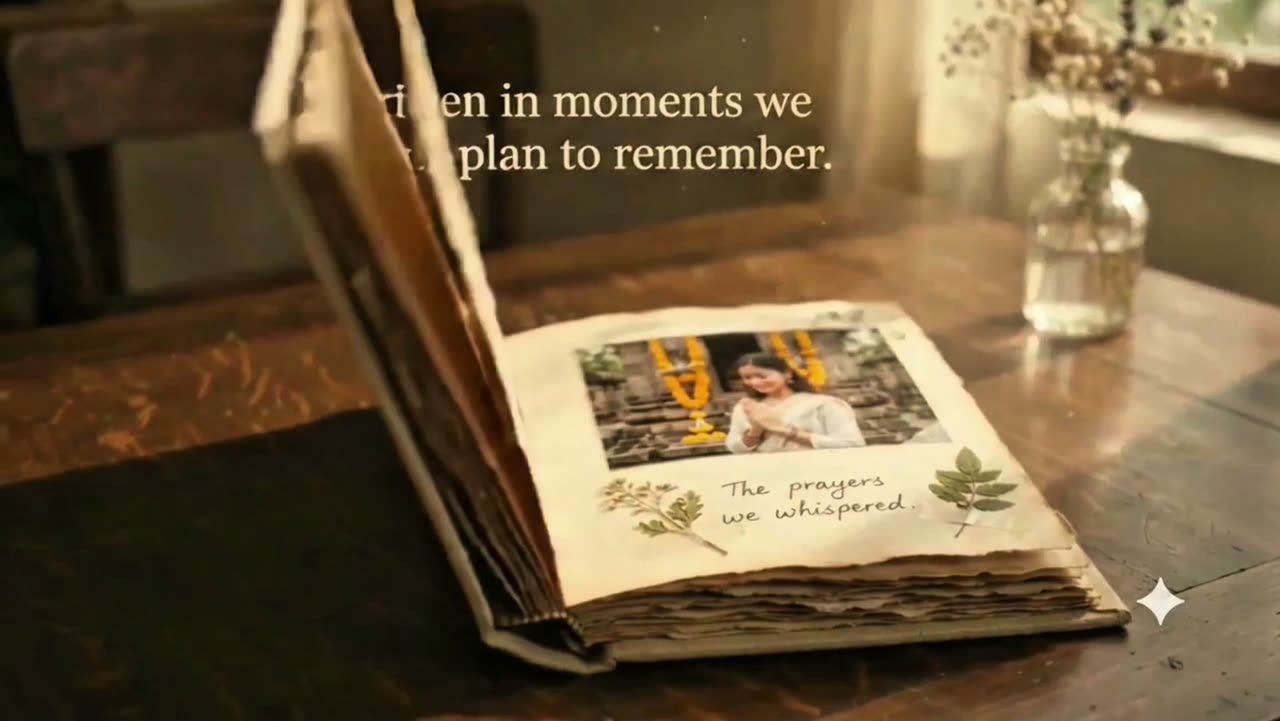 en in moments we
plan to remember.
The prayers
we whispered.